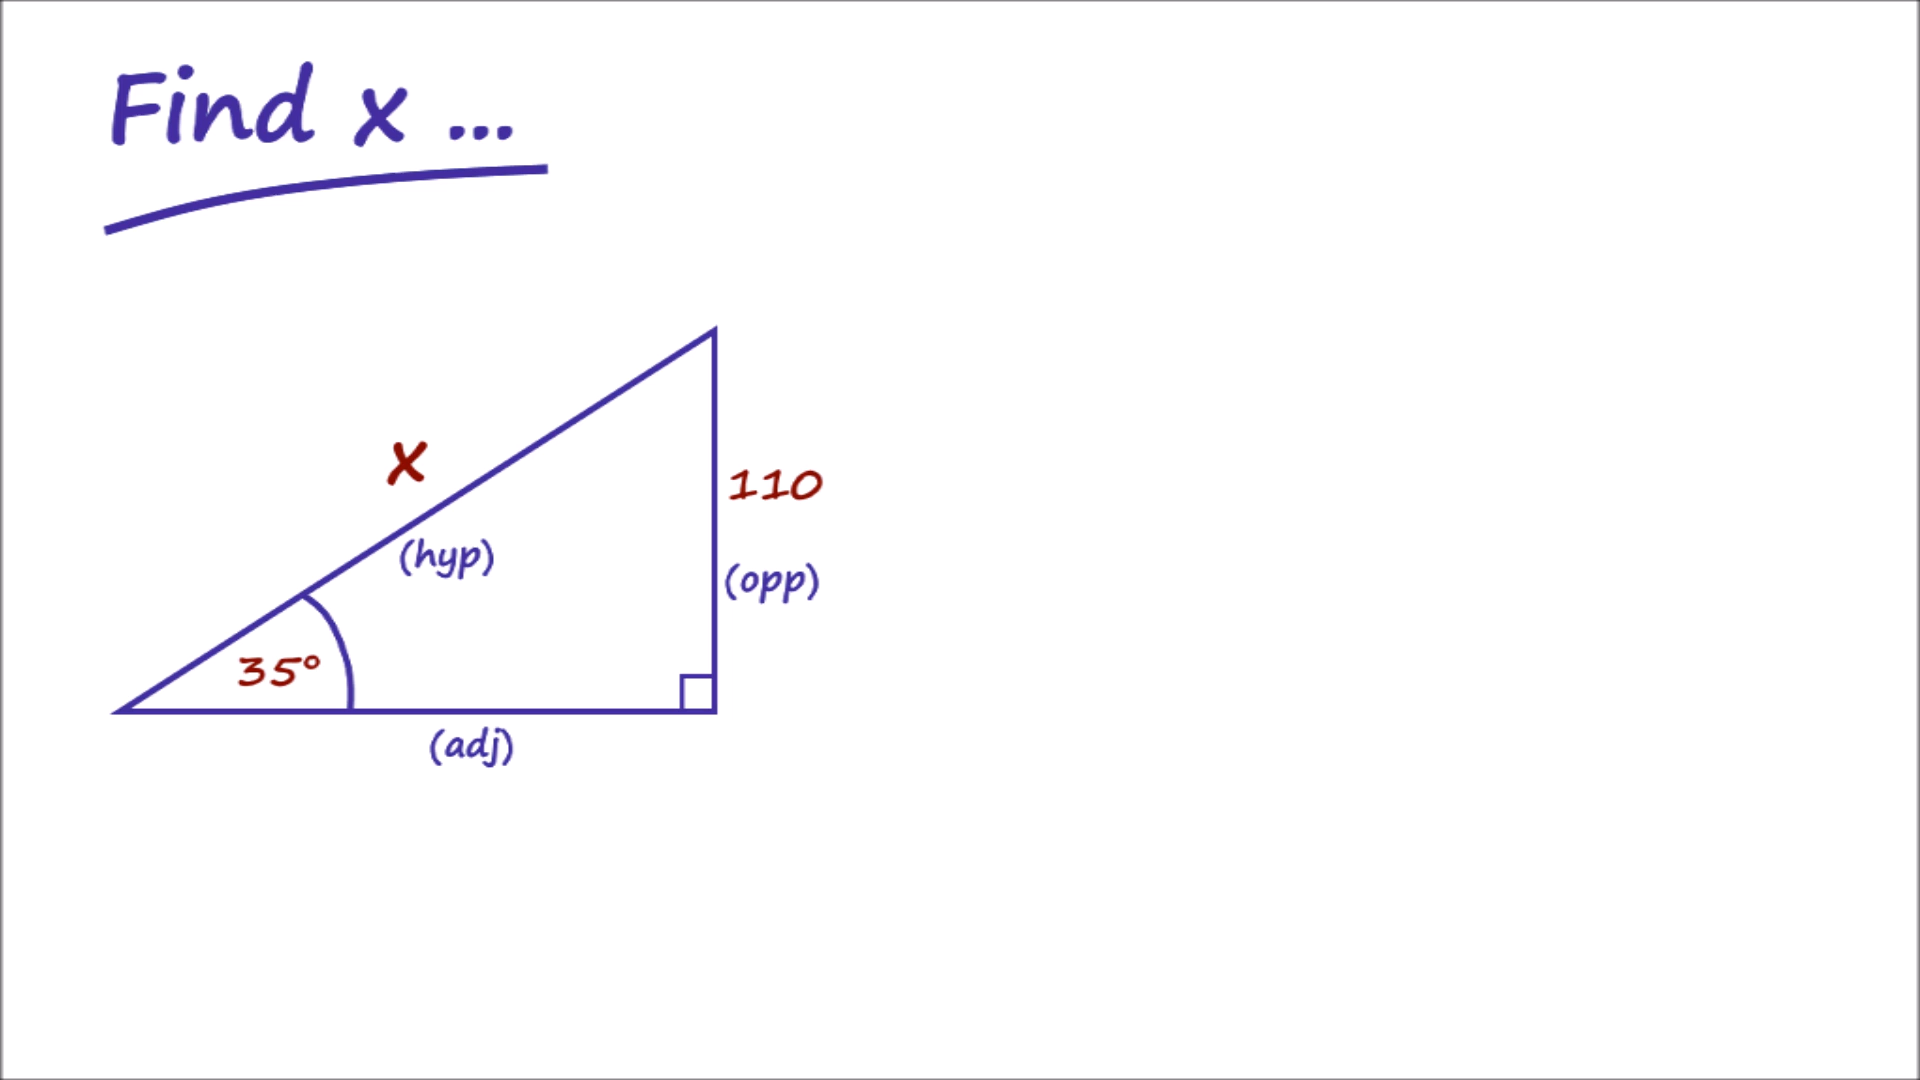 Find x ...
x
110
(hyp)
(opp)
35°
(adj)